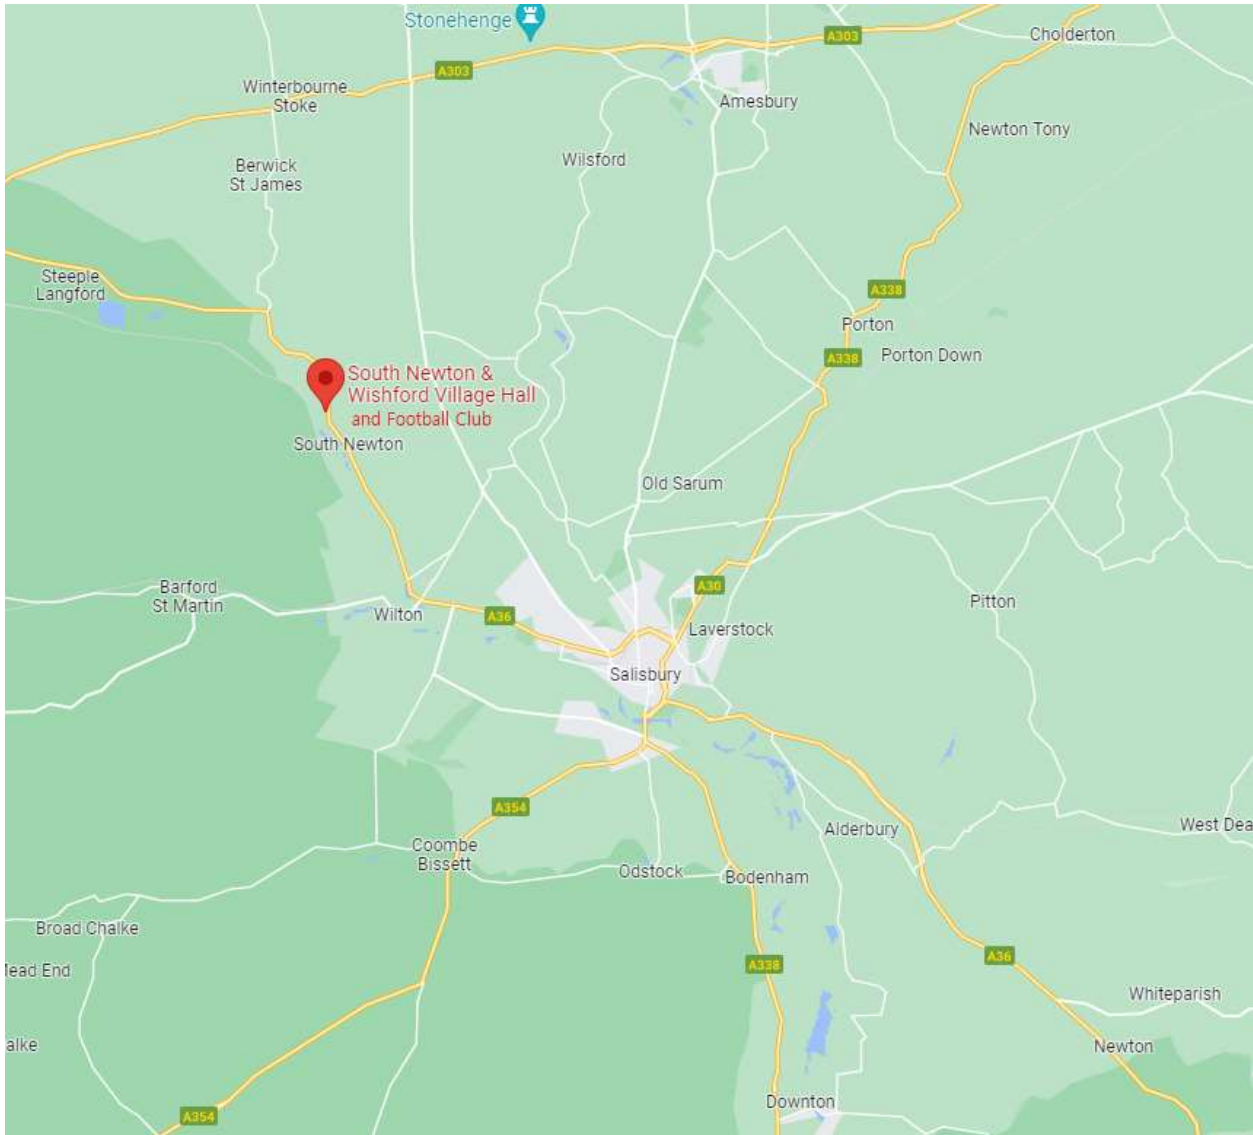 Stonehenge
A303
Cholderton
A303
Winterbourne
Stoke
Amesbury
Newton Tony
Berwick
St James
Wilsford
Steeple
Langford
A338
Porton
A338
Porton Down
South Newton &
Wishford Village Hall
and Football Club
South Newton
Old Sarum
Barford
St Martin
Wilton
A36
A30
Laverstock
Pitton
Salisbury
A354
Alderbury
West Dea
Coombe
Bissett
Odstock
Bodenham
Broad Chalke
Mead End
A338
A36
Whiteparish
alke
Newton
A354
Downton